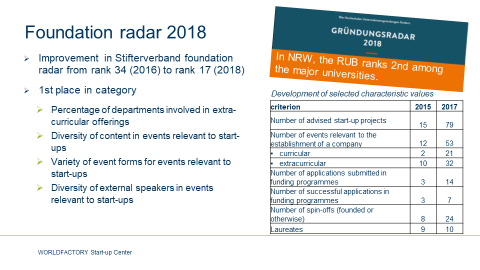 Foundation radar 2018
➢ Improvement in Stifterverband foundation
radar from rank 34 (2016) to rank 17 (2018)
➢ 1st place in category
➢ Percentage of departments involved in extra-
curricular offerings
➢ Diversity of content in events relevant to start-
ups
➢ Variety of event forms for events relevant to
start-ups
➢ Diversity of external speakers in events
relevant to start-ups
GRÜNDUNGSRADAR
2018
In NRW, the RUB ranks 2nd among
the major universities.
Development of selected characteristic values
criterion 2015 2017
Number of advised start-up projects 15 79
Number of events relevant to the
establishment of a company 12 53
• curricular 2 21
• extracurricular 10 32
Number of applications submitted in
funding programmes 3 14
Number of successful applications in
funding programmes 3 7
Number of spin-offs (founded or
otherwise) 8 24
Laureates 9 10
WORLDFACTORY Start-up Center